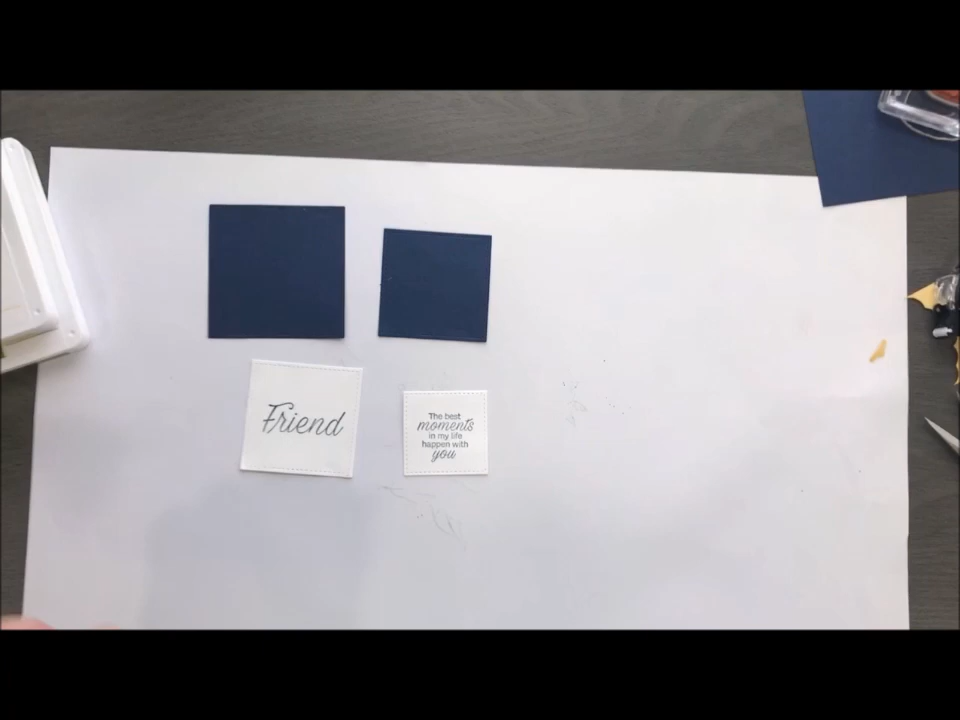 Friend
The best
moments
in my life
happen with
you